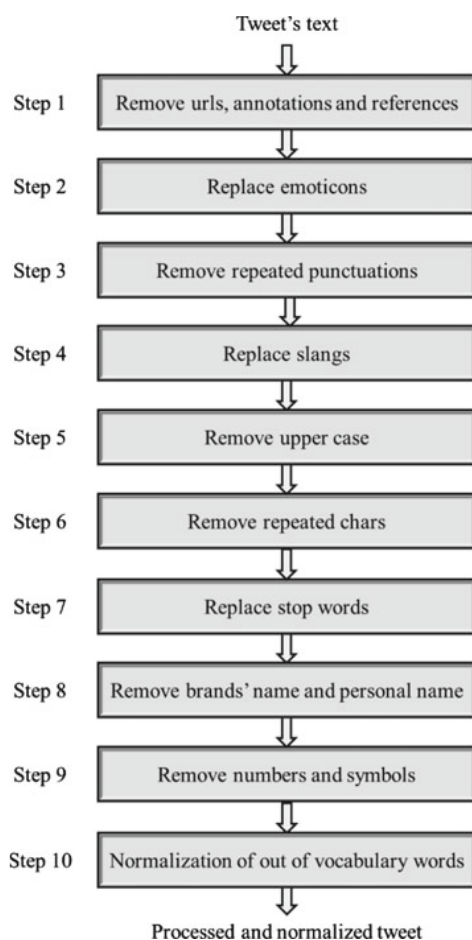 Tweet's text
Step 1 Remove urls, annotations and references
Step 2 Replace emoticons
Step 3 Remove repeated punctuations
Step 4 Replace slangs
Step 5 Remove upper case
Step 6 Remove repeated chars
Step 7 Replace stop words
Step 8 Remove brands' name and personal name
Step 9 Remove numbers and symbols
Step 10 Normalization of out of vocabulary words
Processed and normalized tweet